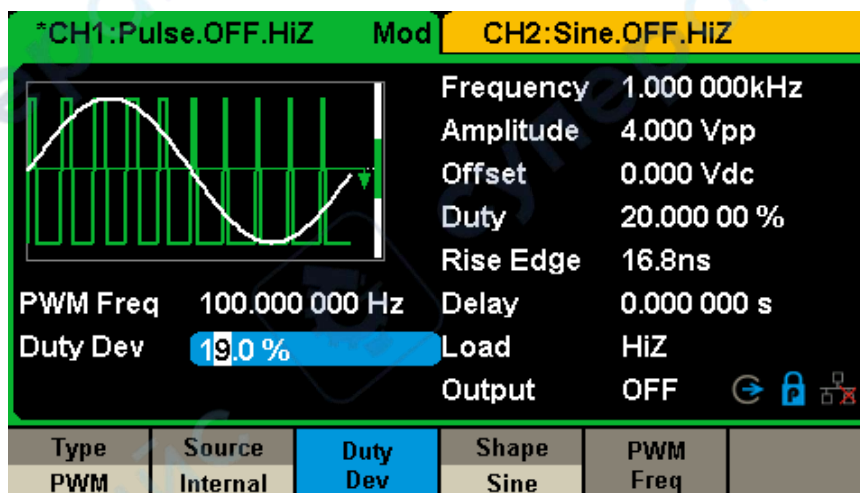 *CH1:Pulse.OFF.HiZ Mod CH2:Sine.OFF.HiZ
Frequency 1.000 000kHz
Amplitude 4.000 Vpp
Offset 0.000 Vdc
Duty 20.000 00 %
Rise Edge 16.8ns
PWM Freq 100.000 000 Hz Delay 0.000 000 s
Duty Dev 19.0 % Load HiZ
Output OFF
Type Source Duty Dev Shape PWM Freq
PWM Internal Sine